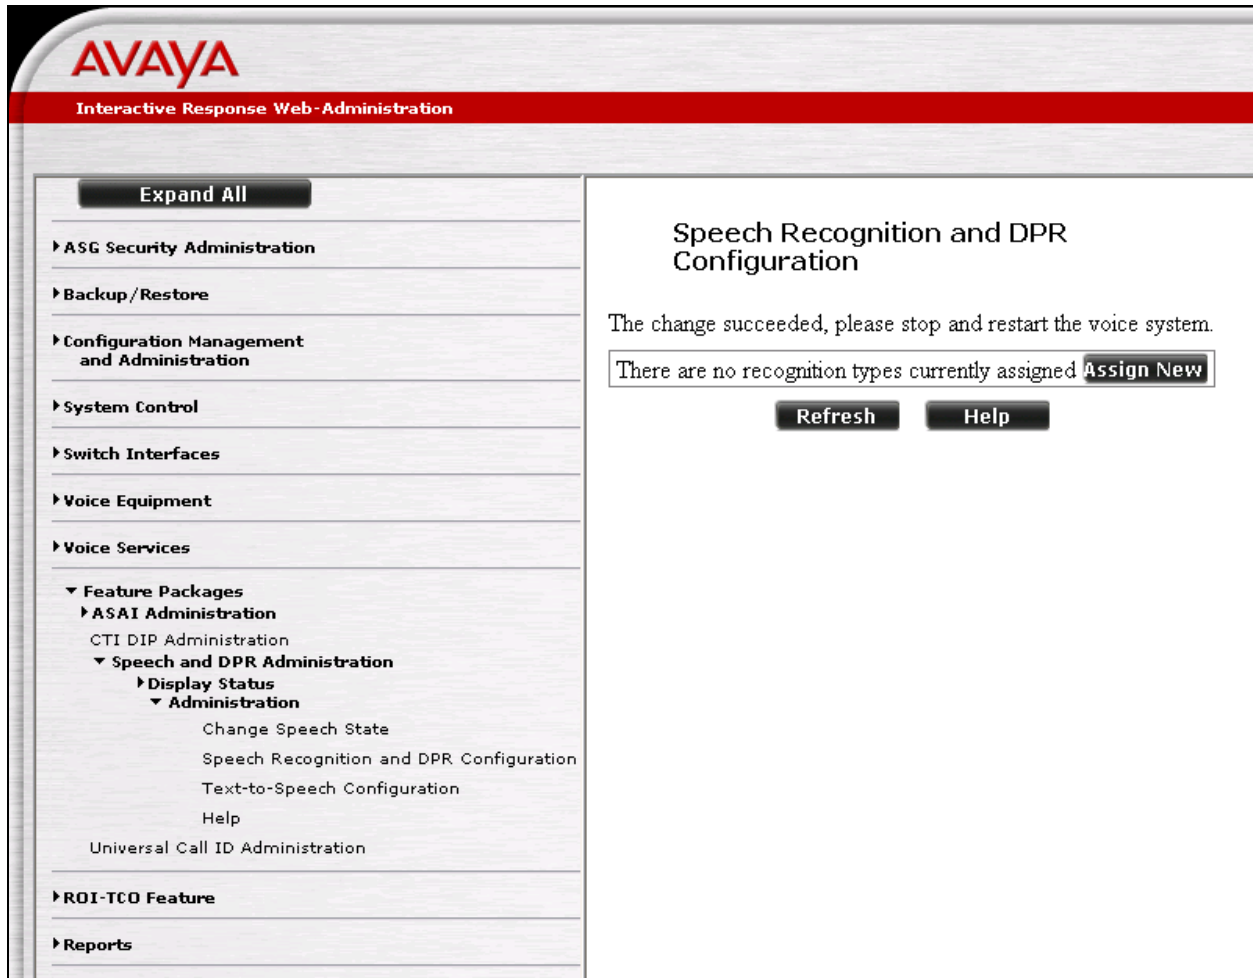 AVAYA
Interactive Response Web-Administration
Expand All
ASG Security Administration
Backup/Restore
Configuration Management
and Administration
System Control
Switch Interfaces
Voice Equipment
Voice Services
Feature Packages
ASAI Administration
CTI DIP Administration
Speech and DPR Administration
Display Status
Administration
Change Speech State
Speech Recognition and DPR Configuration
Text-to-Speech Configuration
Help
Universal Call ID Administration
ROI-TCO Feature
Reports
Speech Recognition and DPR
Configuration
The change succeeded, please stop and restart the voice system.
There are no recognition types currently assigned Assign New
Refresh Help